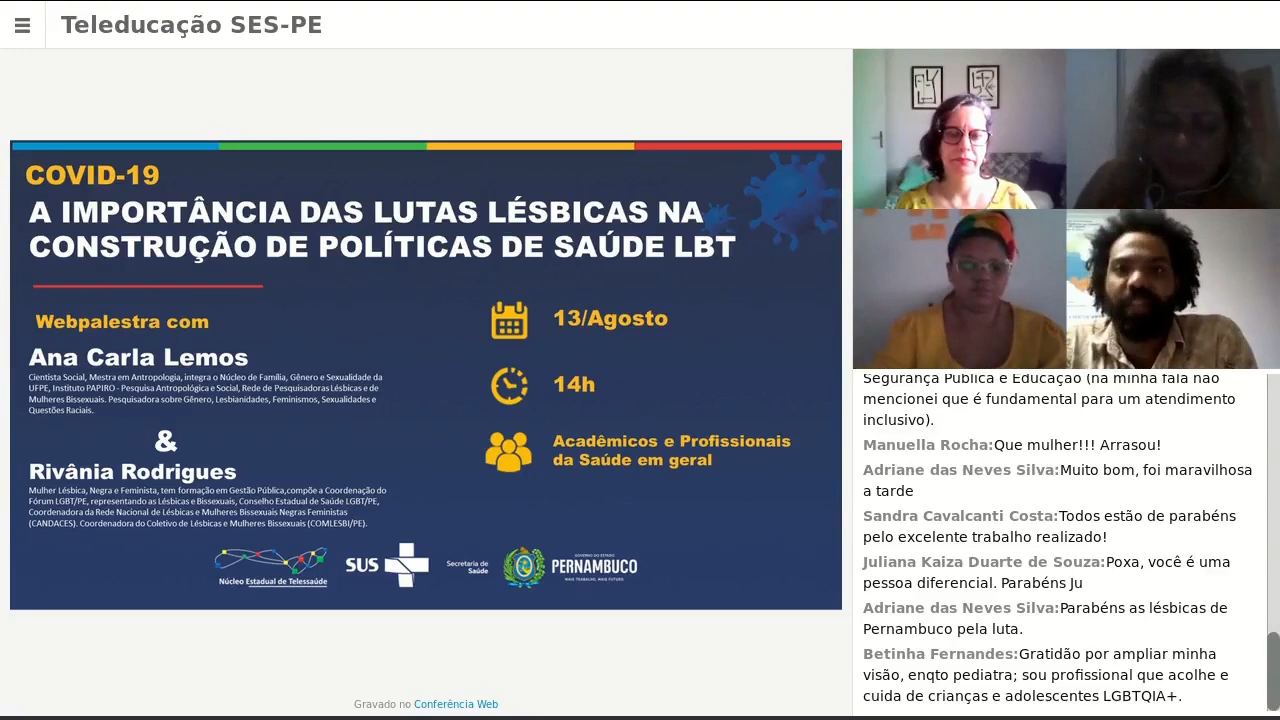 Teleducação SES-PE
COVID-19
A IMPORTÂNCIA DAS LUTAS LÉSBICAS NA
CONSTRUÇÃO DE POLÍTICAS DE SAÚDE LBT
Webpalestra com
Ana Carla Lemos
Cientista Social, Mestra em Antropologia, integra o Núcleo de Família, Gênero e Sexualidade da
UFPE, Instituto PAPIRO - Pesquisa Antropológica e Social, Rede de Pesquisadoras Lésbicas e de
Mulheres Bissexuais. Pesquisadora sobre Gênero, Lesbianidades, Feminismos, Sexualidades e
Questões Raciais.
&
Rivânia Rodrigues
Mulher Lésbica, Negra e Feminista, tem formação em Gestão Pública,compõe a Coordenação do
Fórum LGBT/PE, representando as Lésbicas e Bissexuais, Conselho Estadual de Saúde LGBT/PE,
Coordenadora da Rede Nacional de Lésbicas e Mulheres Bissexuais Negras Feministas
(CANDACES). Coordenadora do Coletivo de Lésbicas e Mulheres Bissexuais (COMLESBI/PE).
13/Agosto
14h
Acadêmicos e Profissionais
da Saúde em geral
Núcleo Estadual de Telessaúde
SUS
Secretaria de
Saúde
GOVERNO DO ESTADO
PERNAMBUCO
MAIS TRABALHO, MAIS FUTURO
Gravado no Conferência Web
Segurança Pública e Educação (na minha fala não
mencionei que é fundamental para um atendimento
inclusivo).
Manuella Rocha:Que mulher!!! Arrasou!
Adriane das Neves Silva:Muito bom, foi maravilhosa
a tarde
Sandra Cavalcanti Costa:Todos estão de parabéns
pelo excelente trabalho realizado!
Juliana Kaiza Duarte de Souza:Poxa, você é uma
pessoa diferencial. Parabéns Ju
Adriane das Neves Silva:Parabéns as lésbicas de
Pernambuco pela luta.
Betinha Fernandes:Gratidão por ampliar minha
visão, enqto pediatra; sou profissional que acolhe e
cuida de crianças e adolescentes LGBTQIA+.